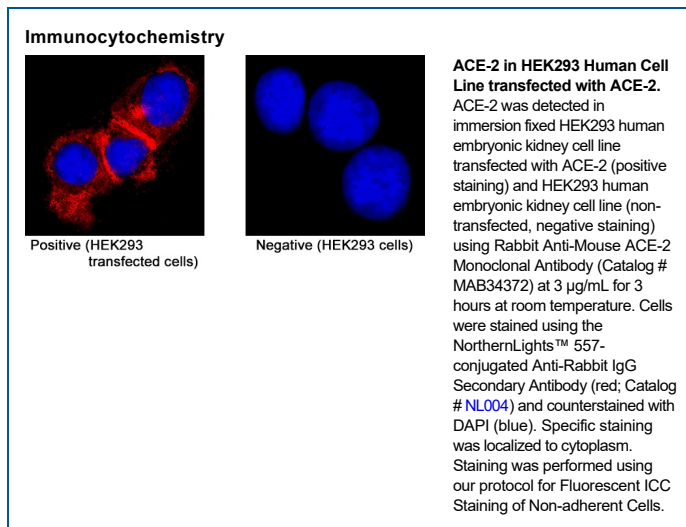 Immunocytochemistry
Positive (HEK293
transfected cells)
Negative (HEK293 cells)
ACE-2 in HEK293 Human Cell
Line transfected with ACE-2.
ACE-2 was detected in
immersion fixed HEK293 human
embryonic kidney cell line
transfected with ACE-2 (positive
staining) and HEK293 human
embryonic kidney cell line (non-
transfected, negative staining)
using Rabbit Anti-Mouse ACE-2
Monoclonal Antibody (Catalog #
MAB34372) at 3 µg/mL for 3
hours at room temperature. Cells
were stained using the
NorthernLights™ 557-
conjugated Anti-Rabbit IgG
Secondary Antibody (red; Catalog
# NL004) and counterstained with
DAPI (blue). Specific staining
was localized to cytoplasm.
Staining was performed using
our protocol for Fluorescent ICC
Staining of Non-adherent Cells.